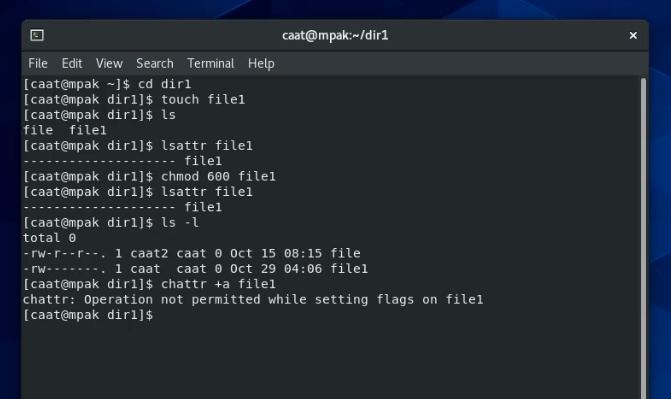 caat@mpak:~/dir1
File Edit View Search Terminal Help
[caat@mpak ~]$ cd dir1
[caat@mpak dir1]$ touch file1
[caat@mpak dir1]$ ls
file  file1
[caat@mpak dir1]$ lsattr file1
-------------------- file1
[caat@mpak dir1]$ chmod 600 file1
[caat@mpak dir1]$ lsattr file1
-------------------- file1
[caat@mpak dir1]$ ls -l
total 0
-rw-r--r--. 1 caat2 caat 0 Oct 15 08:15 file
-rw-------. 1 caat  caat 0 Oct 29 04:06 file1
[caat@mpak dir1]$ chattr +a file1
chattr: Operation not permitted while setting flags on file1
[caat@mpak dir1]$